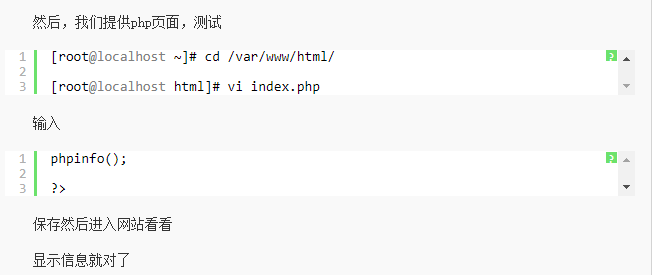 然后，我们提供php页面，测试
1 [root@localhost ~]# cd /var/www/html/
2
3 [root@localhost html]# vi index.php
输入
1 phpinfo();
2
3 ?>
保存然后进入网站看看
显示信息就对了